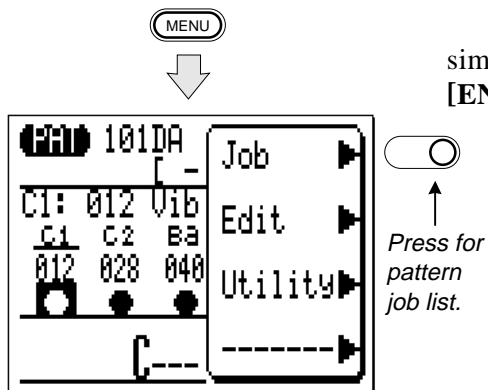 MENU
sim
[EN
PAT 101DA
[ -
C1: 012 Vib
C1 C2 Ba
012 028 040
C---
Job
Edit
Utility
-------
Press for
pattern
job list.